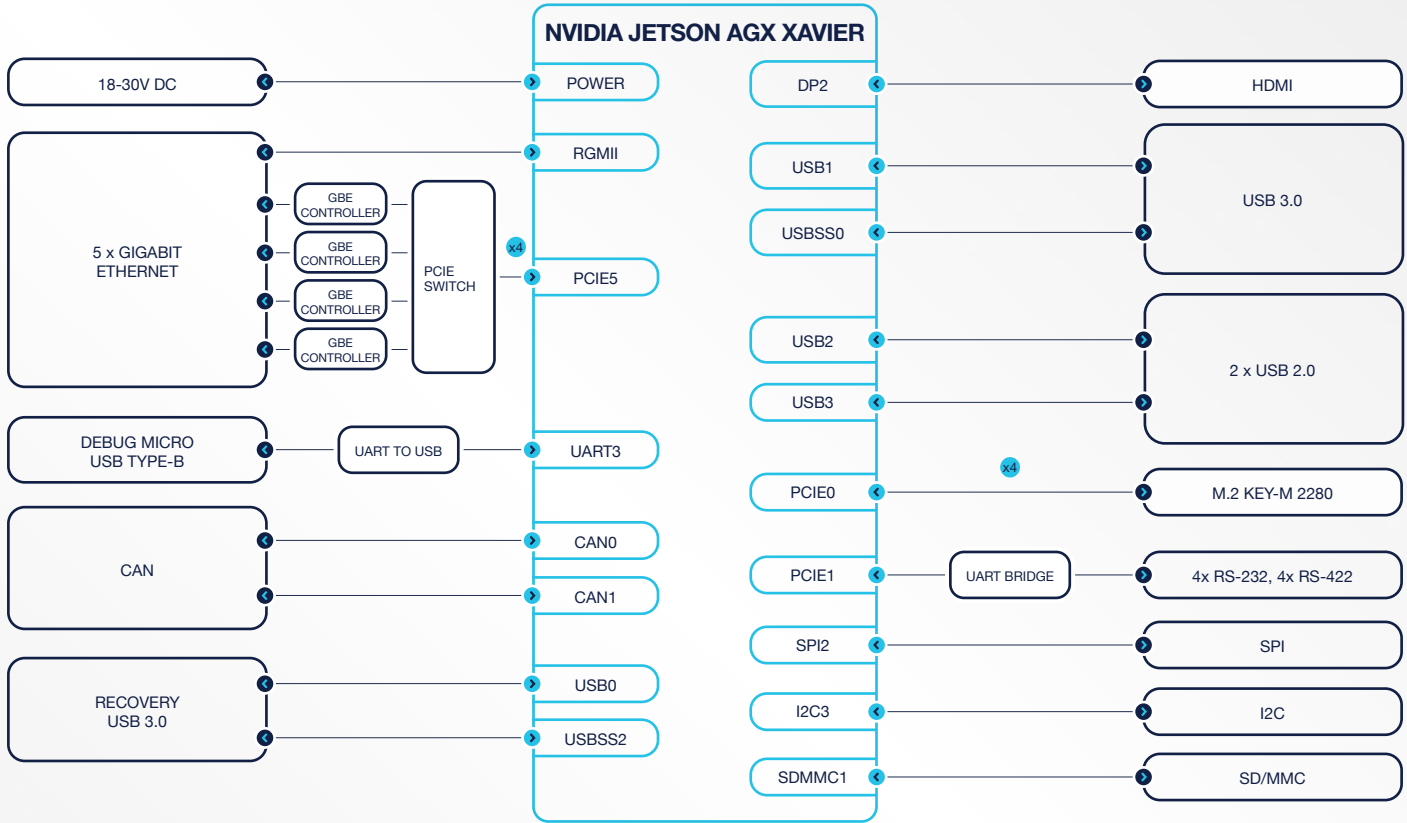 NVIDIA JETSON AGX XAVIER
18-30V DC
POWER
5 x GIGABIT
ETHERNET
RGMII
GBE
CONTROLLER
GBE
CONTROLLER
GBE
CONTROLLER
GBE
CONTROLLER
PCIE
SWITCH
x4
PCIE5
DEBUG MICRO
USB TYPE-B
UART TO USB
UART3
CAN
CAN0
CAN1
RECOVERY
USB 3.0
USB0
USBSS2
DP2
HDMI
USB1
USBSS0
USB 3.0
USB2
USB3
2 x USB 2.0
PCIE0
x4
M.2 KEY-M 2280
PCIE1
UART BRIDGE
4x RS-232, 4x RS-422
SPI2
SPI
I2C3
I2C
SDMMC1
SD/MMC